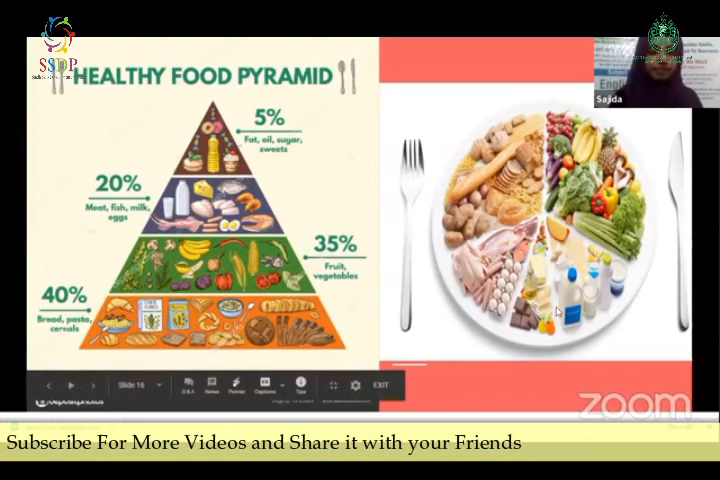 SSDP
HEALTHY FOOD PYRAMID
5%
Fat, oil, sugar,
sweets
20%
Meat, fish, milk,
eggs
35%
Fruit,
vegetables
40%
Bread, pasta,
cereals
Sajida
Slide 16
Q & A
Notes
Pointer
Captions
Tips
EXIT
zoom
Subscribe For More Videos and Share it with your Friends